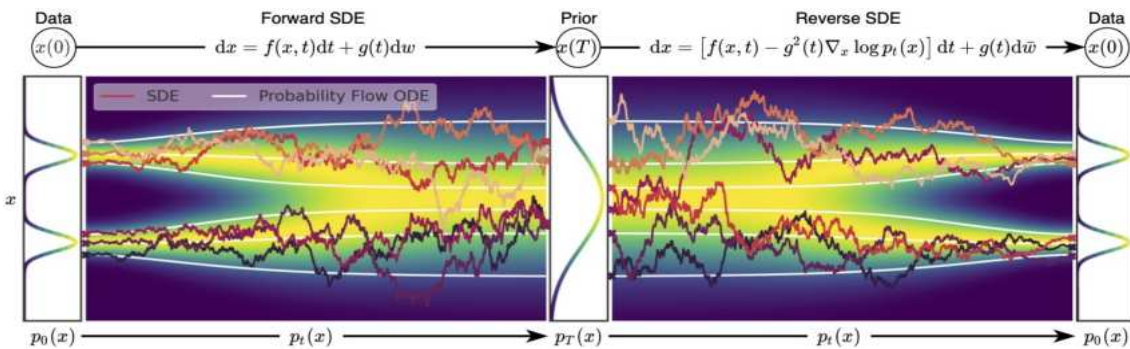 Data Forward SDE Prior Reverse SDE Data
x(0) dx = f(x, t)dt + g(t)dw x(T) dx = [f(x, t) − g²(t)∇ₓ log pₜ(x)] dt + g(t)dw̄ x(0)
SDE Probability Flow ODE
x
p₀(x) pₜ(x) p_T(x) pₜ(x) p₀(x)